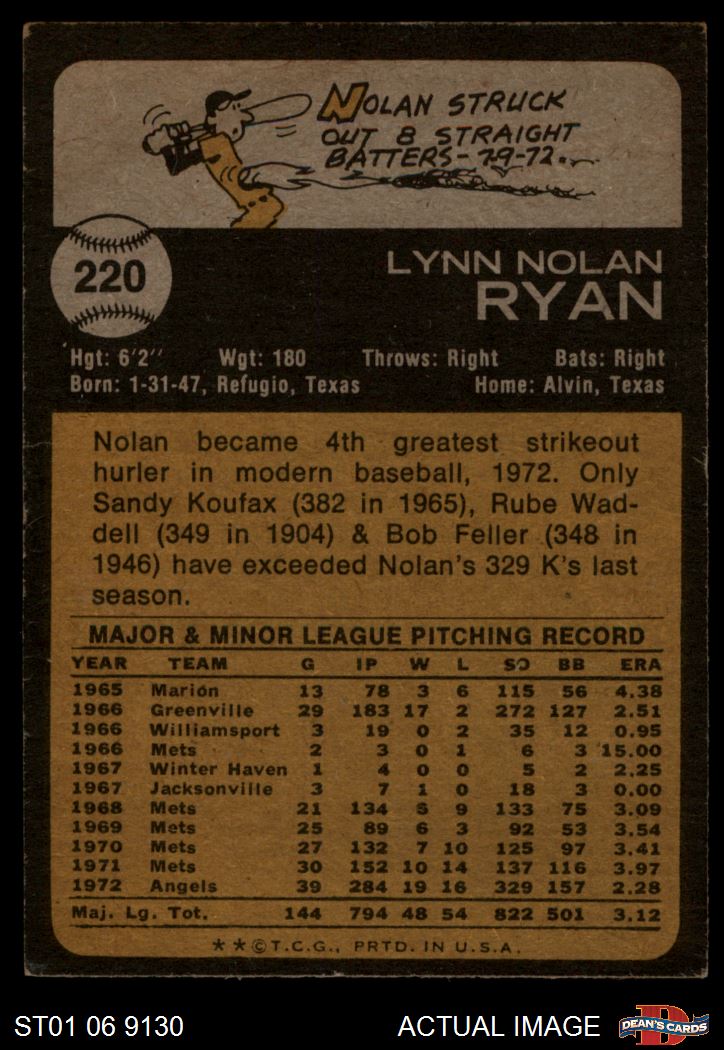 NOLAN STRUCK
OUT 8 STRAIGHT
BATTERS - 7-9-72...
220
LYNN NOLAN
RYAN
Hgt: 6'2" Wgt: 180 Throws: Right Bats: Right
Born: 1-31-47, Refugio, Texas Home: Alvin, Texas
Nolan became 4th greatest strikeout
hurler in modern baseball, 1972. Only
Sandy Koufax (382 in 1965), Rube Wad-
dell (349 in 1904) & Bob Feller (348 in
1946) have exceeded Nolan's 329 K's last
season.
MAJOR & MINOR LEAGUE PITCHING RECORD
YEAR TEAM G IP W L SO BB ERA
1965 Marion 13 78 3 6 115 56 4.38
1966 Greenville 29 183 17 2 272 127 2.51
1966 Williamsport 3 19 0 2 35 12 0.95
1966 Mets 2 3 0 1 6 3 15.00
1967 Winter Haven 1 4 0 0 5 2 2.25
1967 Jacksonville 3 7 1 0 18 3 0.00
1968 Mets 21 134 6 9 133 75 3.09
1969 Mets 25 89 6 3 92 53 3.54
1970 Mets 27 132 7 10 125 97 3.41
1971 Mets 30 152 10 14 137 116 3.97
1972 Angels 39 284 19 16 329 157 2.28
Maj. Lg. Tot. 144 794 48 54 822 501 3.12
**©T.C.G., PRTD. IN U.S.A.
ST01 06 9130 ACTUAL IMAGE
D
DEAN'S CARDS